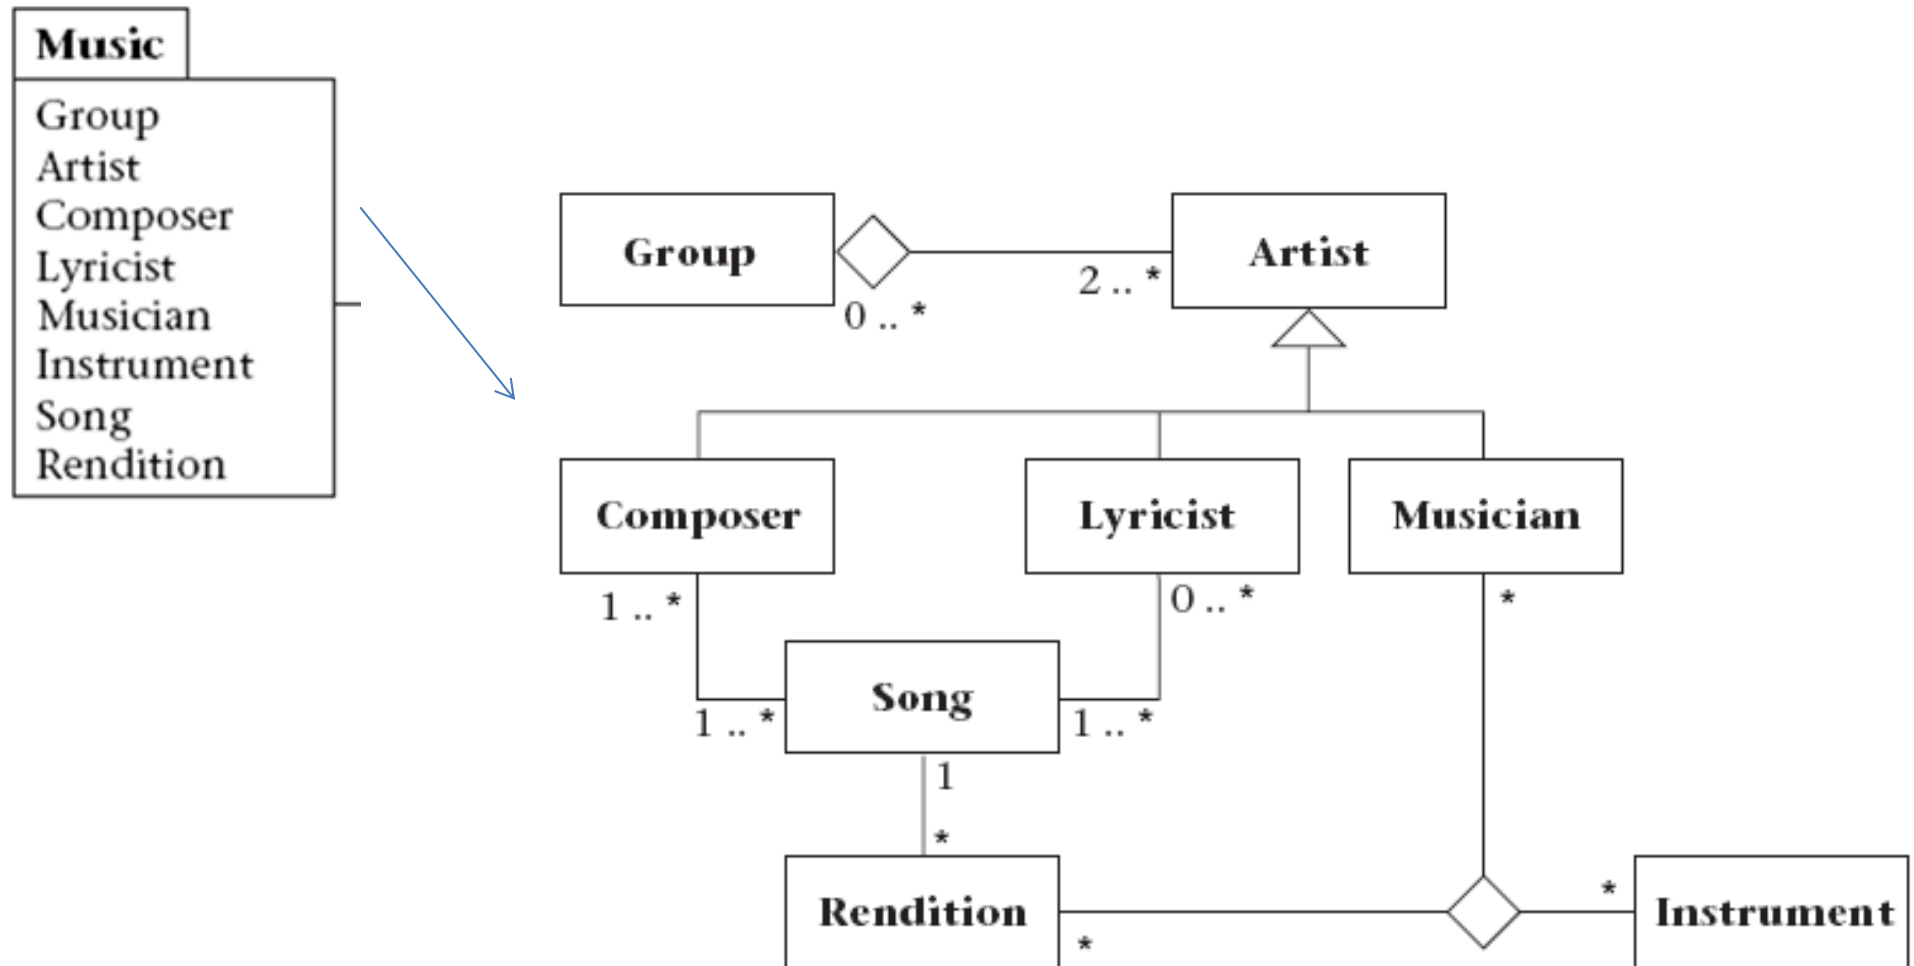 Music
Group
Artist
Composer
Lyricist
Musician
Instrument
Song
Rendition
Group
Artist
2 .. *
0 .. *
Composer
Lyricist
Musician
1 .. *
0 .. *
*
Song
1 .. *
1 .. *
1
*
Rendition
*
*
Instrument